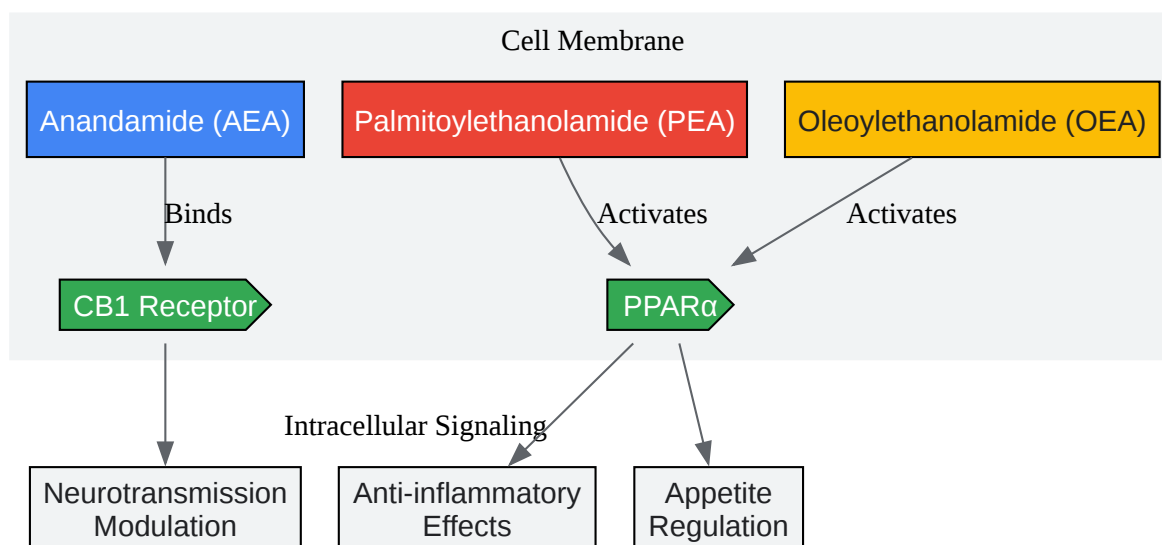 Cell Membrane
Anandamide (AEA)
Palmitoylethanolamide (PEA)
Oleoylethanolamide (OEA)
Binds
Activates
Activates
CB1 Receptor
PPARα
Intracellular Signaling
Neurotransmission
Modulation
Anti-inflammatory
Effects
Appetite
Regulation